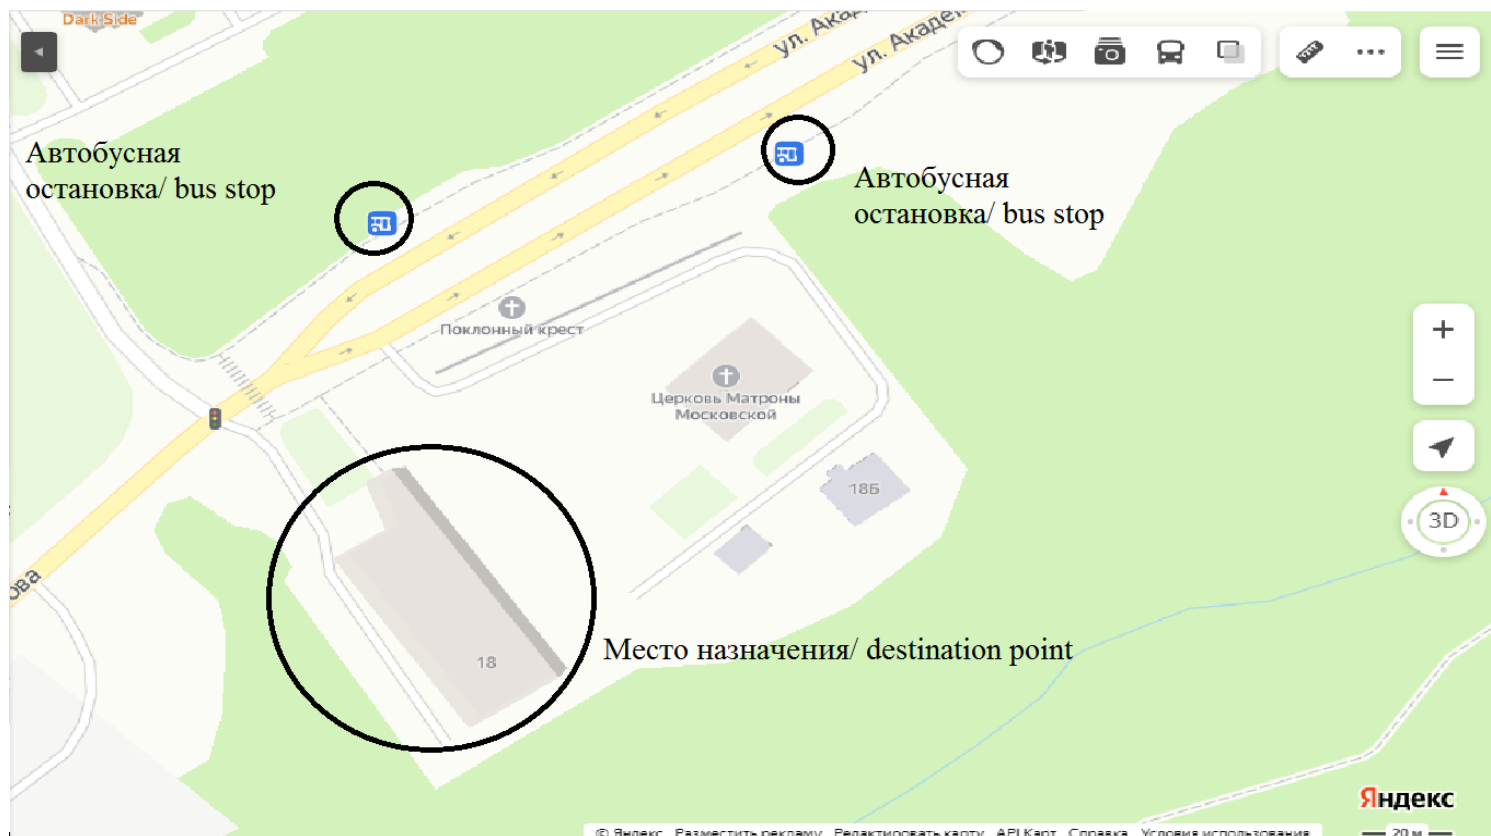 Dark Side
ул. Ака
ул. Акаде
Автобусная
остановка/ bus stop
Автобусная
остановка/ bus stop
Поклонный крест
Церковь Матроны
Московской
18Б
3D
ова
Место назначения/ destination point
18
Яндекс
© Яндекс Разместить рекламу Редактировать карту API Карт Справка Условия использования 20 м